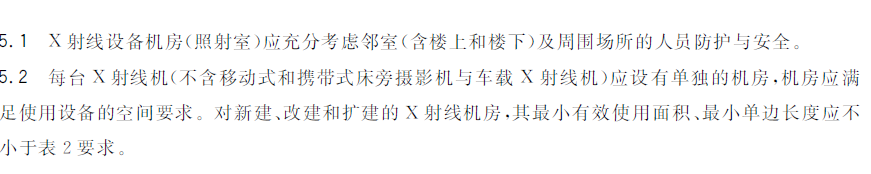 5.1 X 射线设备机房(照射室)应充分考虑邻室(含楼上和楼下)及周围场所的人员防护与安全。
5.2 每台 X 射线机(不含移动式和携带式床旁摄影机与车载 X 射线机)应设有单独的机房,机房应满
足使用设备的空间要求。对新建、改建和扩建的 X 射线机房,其最小有效使用面积、最小单边长度应不
小于表 2 要求。